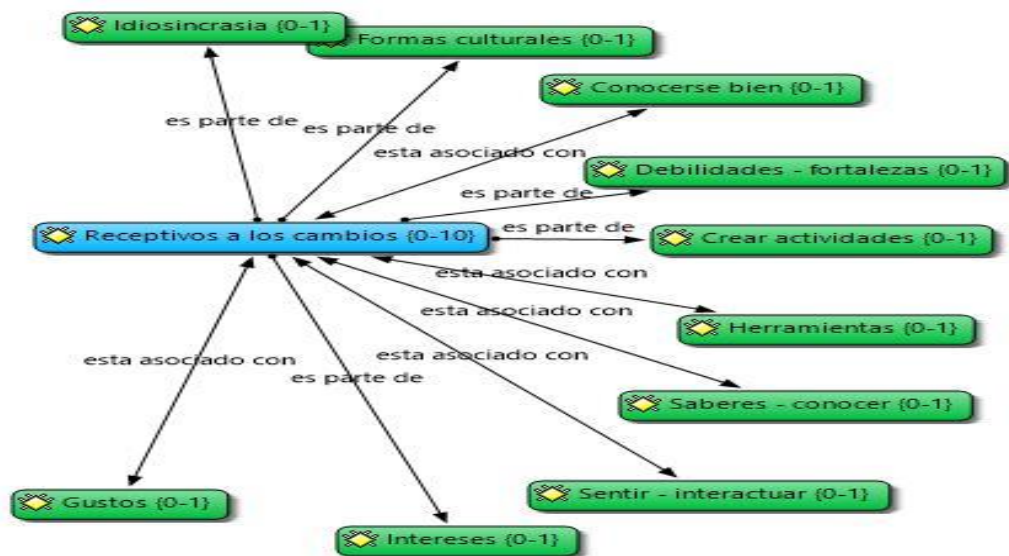 Idiosincrasia {0-1}
Formas culturales {0-1}
Conocerse bien {0-1}
es parte de
es parte de
esta asociado con
Debilidades - fortalezas {0-1}
es parte de
Receptivos a los cambios {0-10}
es parte de
Crear actividades {0-1}
esta asociado con
esta asociado con
Herramientas {0-1}
esta asociado con
esta asociado con
es parte de
Saberes - conocer {0-1}
Sentir - interactuar {0-1}
Gustos {0-1}
Intereses {0-1}